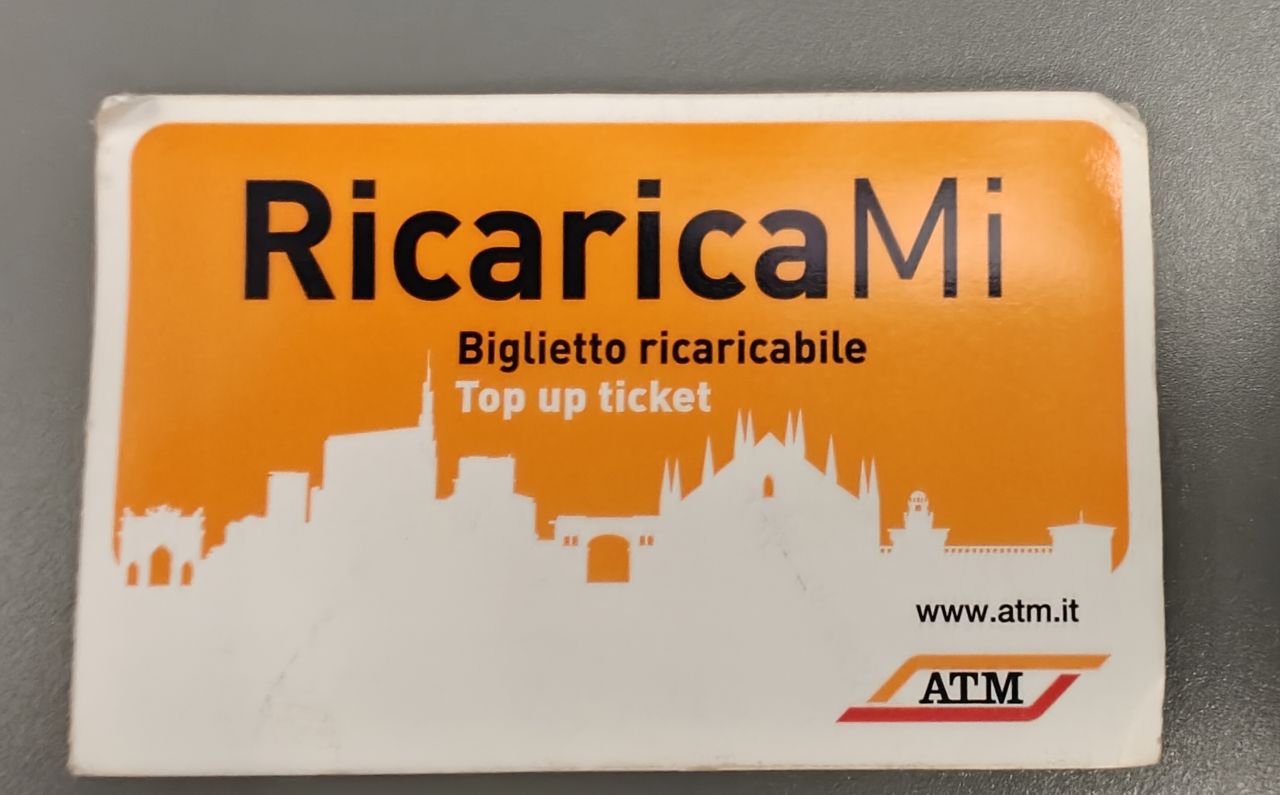 RicaricaMi
Biglietto ricaricabile
Top up ticket
www.atm.it
ATM